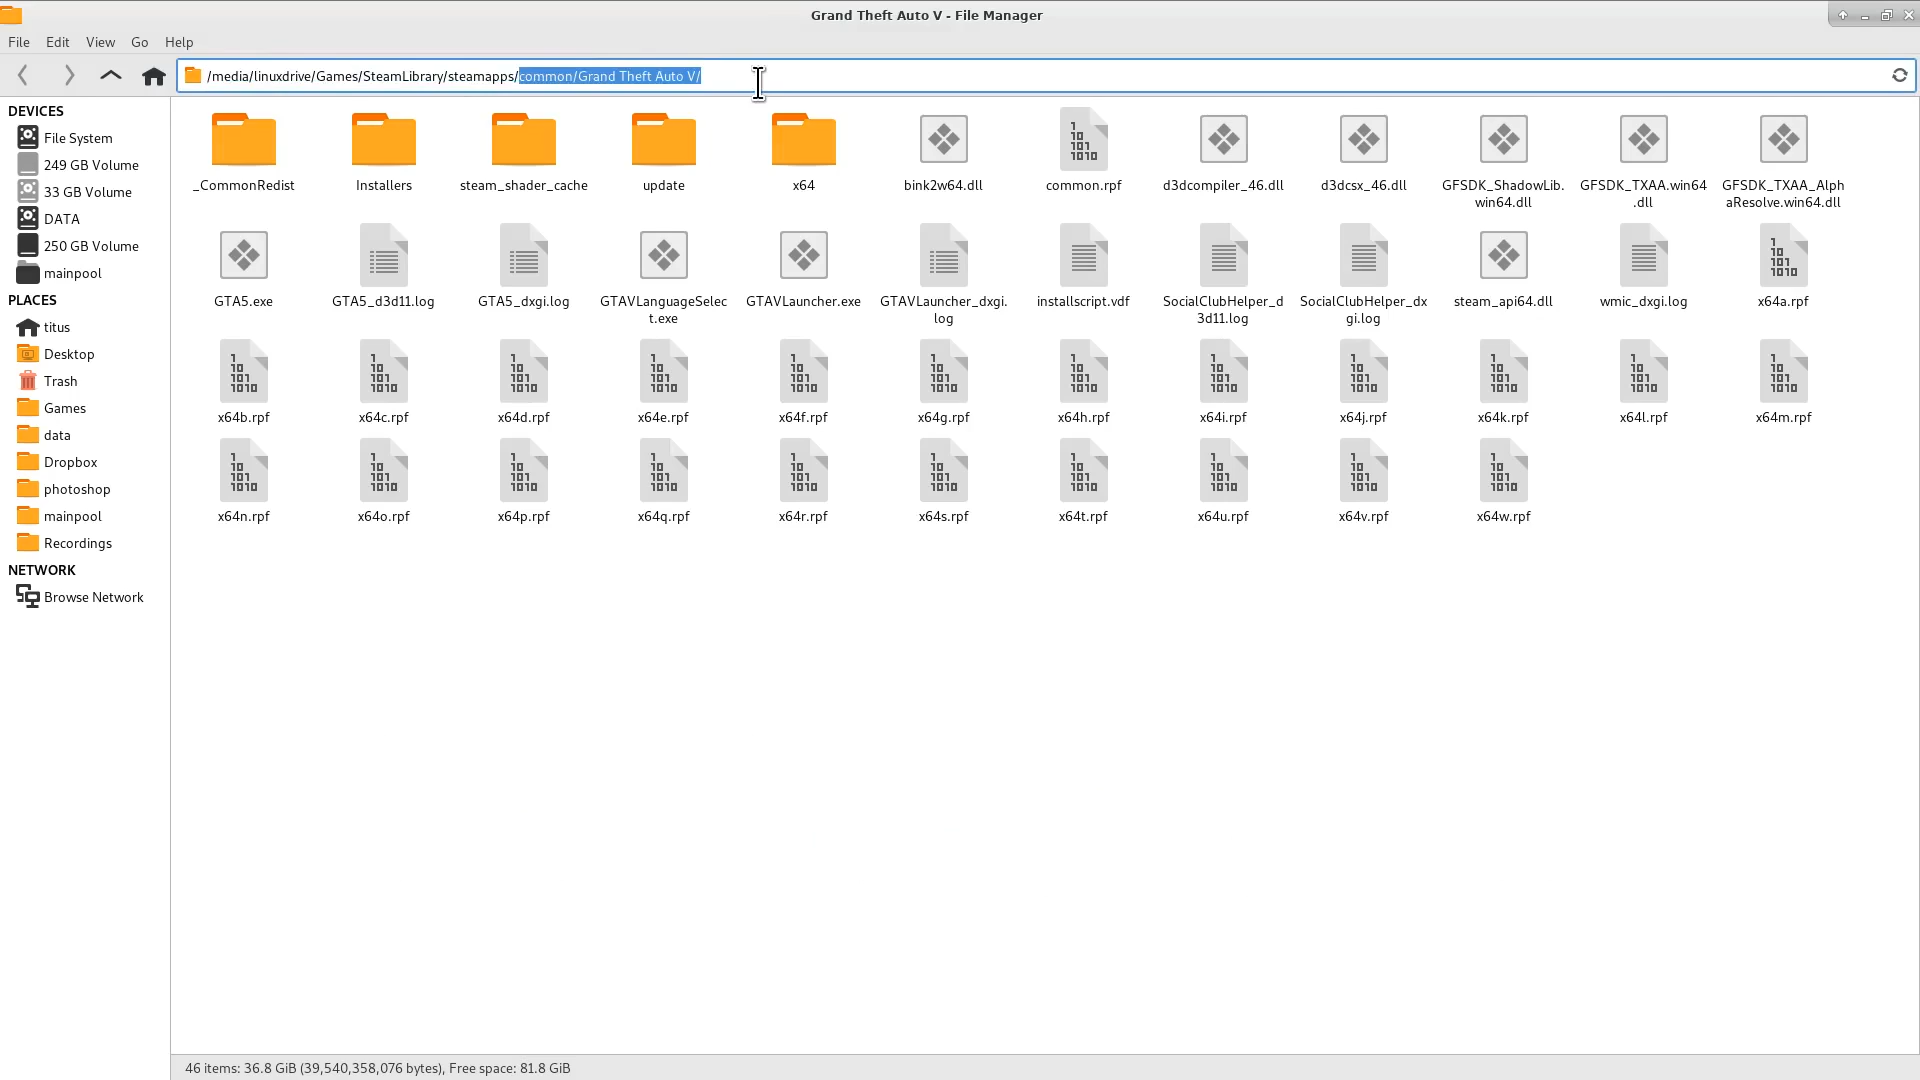 Grand Theft Auto V - File Manager
File Edit View Go Help
/media/linuxdrive/Games/SteamLibrary/steamapps/common/Grand Theft Auto V/
DEVICES
File System
249 GB Volume
33 GB Volume
DATA
250 GB Volume
mainpool
PLACES
titus
Desktop
Trash
Games
data
Dropbox
photoshop
mainpool
Recordings
NETWORK
Browse Network
_CommonRedist
Installers
steam_shader_cache
update
x64
bink2w64.dll
common.rpf
d3dcompiler_46.dll
d3dcsx_46.dll
GFSDK_ShadowLib.
win64.dll
GFSDK_TXAA.win64
.dll
GFSDK_TXAA_Alph
aResolve.win64.dll
GTA5.exe
GTA5_d3d11.log
GTA5_dxgi.log
GTAVLanguageSelec
t.exe
GTAVLauncher.exe
GTAVLauncher_dxgi.
log
installscript.vdf
SocialClubHelper_d
3d11.log
SocialClubHelper_dx
gi.log
steam_api64.dll
wmic_dxgi.log
x64a.rpf
x64b.rpf
x64c.rpf
x64d.rpf
x64e.rpf
x64f.rpf
x64g.rpf
x64h.rpf
x64i.rpf
x64j.rpf
x64k.rpf
x64l.rpf
x64m.rpf
x64n.rpf
x64o.rpf
x64p.rpf
x64q.rpf
x64r.rpf
x64s.rpf
x64t.rpf
x64u.rpf
x64v.rpf
x64w.rpf
46 items: 36.8 GiB (39,540,358,076 bytes), Free space: 81.8 GiB